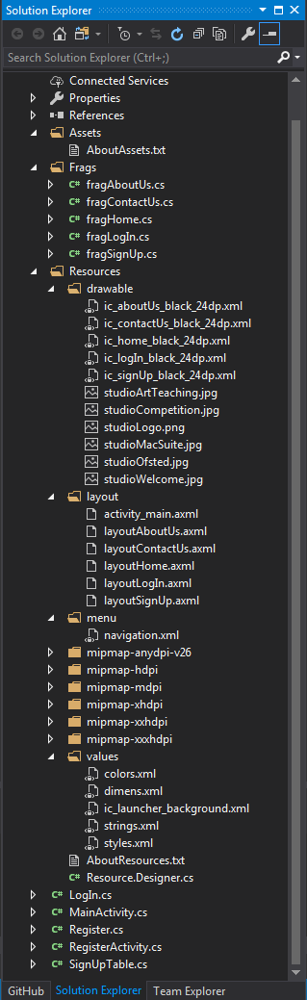 Solution Explorer
Search Solution Explorer (Ctrl+;)
Connected Services
Properties
References
Assets
AboutAssets.txt
Frags
C# fragAboutUs.cs
C# fragContactUs.cs
C# fragHome.cs
C# fragLogIn.cs
C# fragSignUp.cs
Resources
drawable
ic_aboutUs_black_24dp.xml
ic_contactUs_black_24dp.xml
ic_home_black_24dp.xml
ic_logIn_black_24dp.xml
ic_signUp_black_24dp.xml
studioArtTeaching.jpg
studioCompetition.jpg
studioLogo.png
studioMacSuite.jpg
studioOfsted.jpg
studioWelcome.jpg
layout
activity_main.axml
layoutAboutUs.axml
layoutContactUs.axml
layoutHome.axml
layoutLogIn.axml
layoutSignUp.axml
menu
navigation.xml
mipmap-anydpi-v26
mipmap-hdpi
mipmap-mdpi
mipmap-xhdpi
mipmap-xxhdpi
mipmap-xxxhdpi
values
colors.xml
dimens.xml
ic_launcher_background.xml
strings.xml
styles.xml
AboutResources.txt
C# Resource.Designer.cs
C# LogIn.cs
C# MainActivity.cs
C# Register.cs
C# RegisterActivity.cs
C# SignUpTable.cs
GitHub Solution Explorer Team Explorer